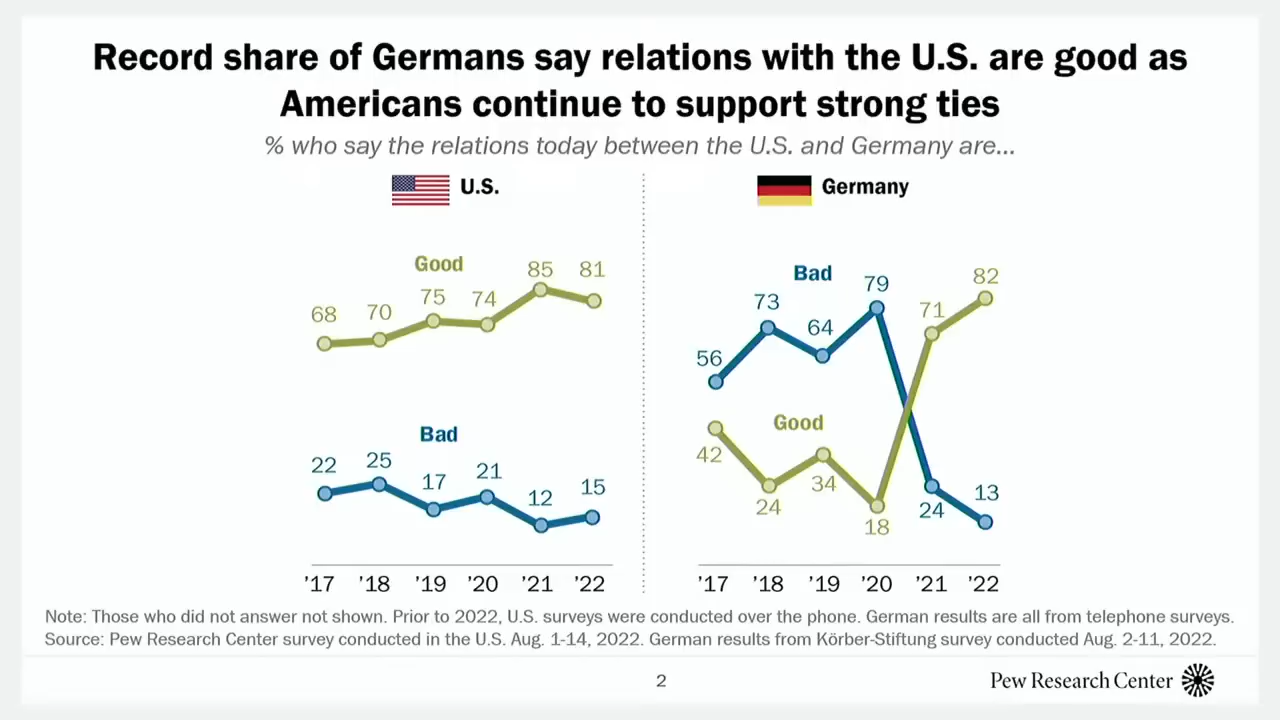 Record share of Germans say relations with the U.S. are good as
Americans continue to support strong ties
% who say the relations today between the U.S. and Germany are...
U.S.
Good
68 70 75 74 85 81
Bad
22 25 17 21 12 15
’17 ’18 ’19 ’20 ’21 ’22
Germany
Bad
56 73 64 79 24 13
Good
42 24 34 18 71 82
’17 ’18 ’19 ’20 ’21 ’22
Note: Those who did not answer not shown. Prior to 2022, U.S. surveys were conducted over the phone. German results are all from telephone surveys.
Source: Pew Research Center survey conducted in the U.S. Aug. 1-14, 2022. German results from Körber-Stiftung survey conducted Aug. 2-11, 2022.
2
Pew Research Center